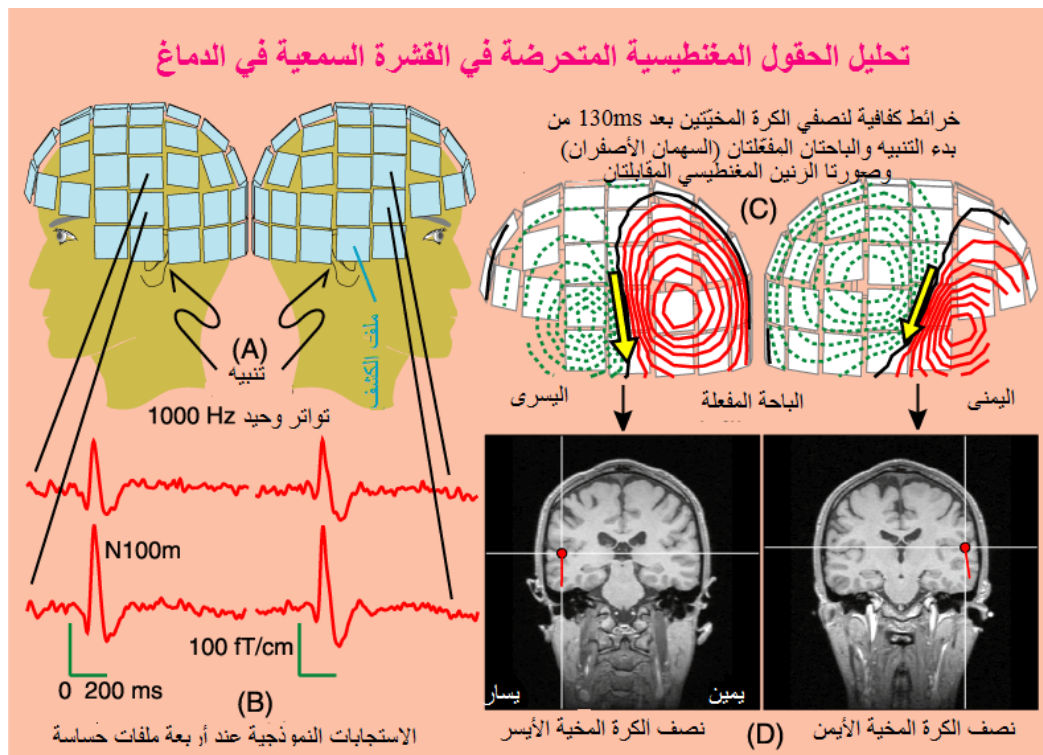 تحليل الحقول المغنطيسية المتحرضة في القشرة السمعية في الدماغ
خرائط كفافية لنصفي الكرة المخيّتين بعد 130ms من
بدء التنبيه والباحتان المفعّلتان (السهمان الأصفران)
وصورتا الرنين المغنطيسي المقابلتان
(C)
(A)
تنبيه
ملف الكشف
تواتر وحيد 1000 Hz
اليسرى
الباحة المفعلة
اليمنى
N100m
100 fT/cm
0 200 ms
(B)
الاستجابات النموذجية عند أربعة ملفات حساسة
يسار
يمين
نصف الكرة المخية الأيسر
(D)
نصف الكرة المخية الأيمن